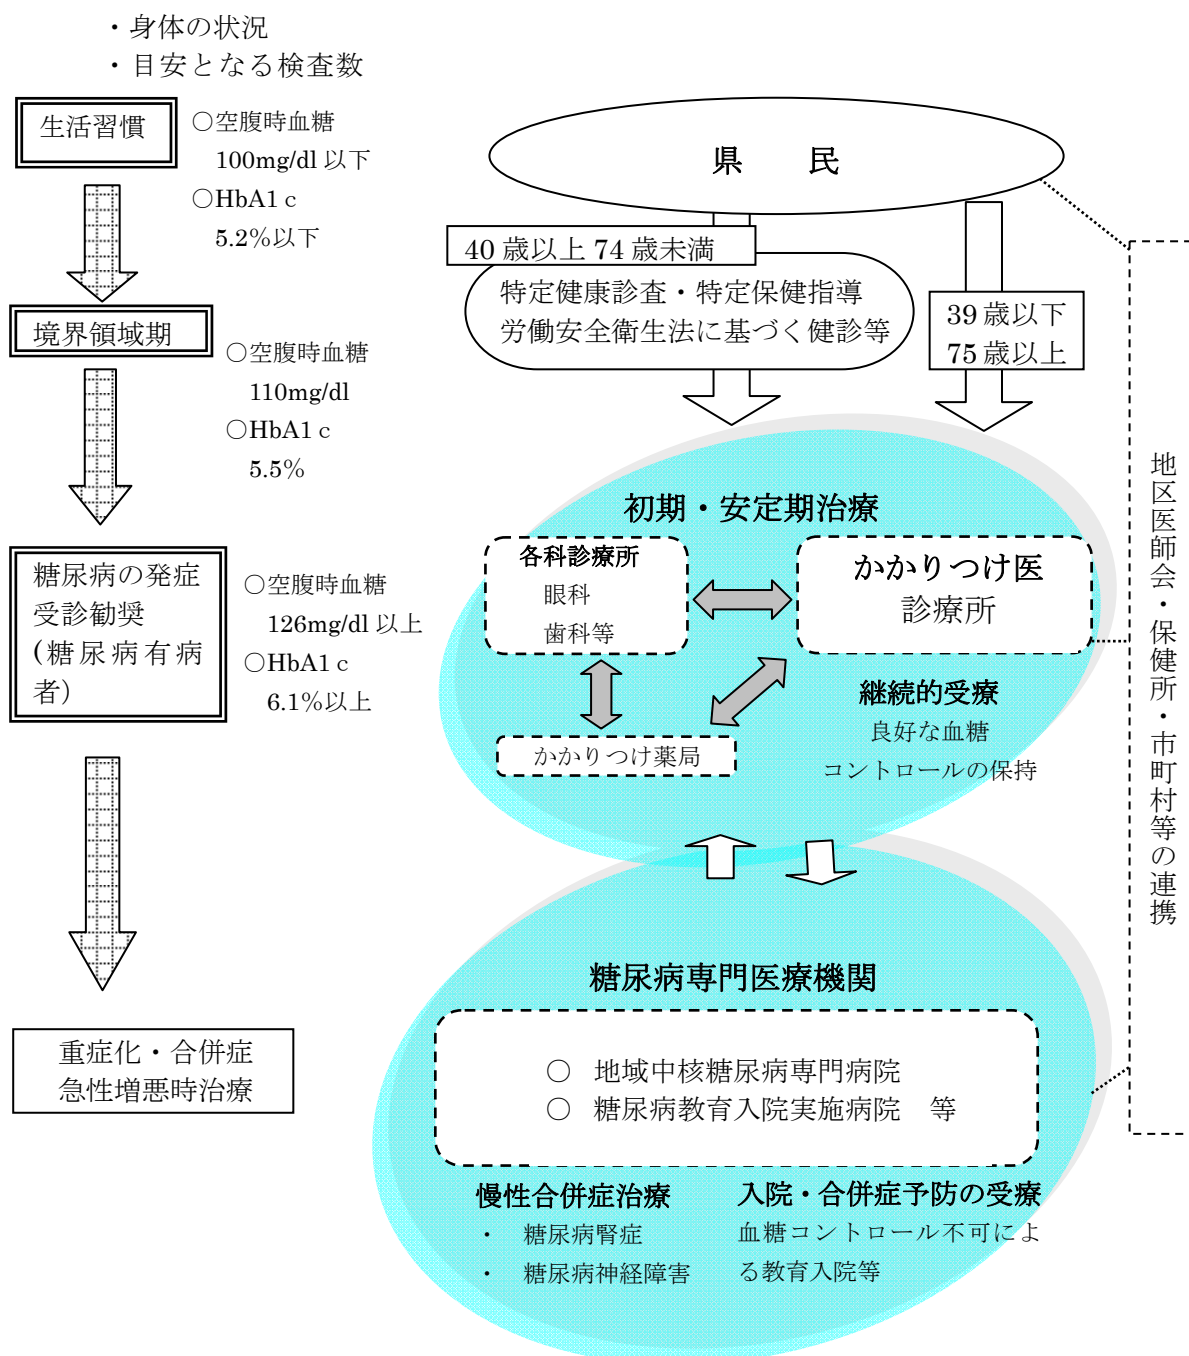 ・身体の状況
・目安となる検査数
生活習慣
○空腹時血糖
100mg/dl 以下
○HbA1ｃ
5.2％以下
境界領域期
○空腹時血糖
110mg/dl
○HbA1ｃ
5.5％
糖尿病の発症
受診勧奨
(糖尿病有病
者）
○空腹時血糖
126mg/dl 以上
○HbA1ｃ
6.1％以上
重症化・合併症
急性増悪時治療
県　　民
40 歳以上 74 歳未満
特定健康診査・特定保健指導
労働安全衛生法に基づく健診等
39 歳以下
75 歳以上
初期・安定期治療
各科診療所
眼科
歯科等
かかりつけ医
診療所
かかりつけ薬局
継続的受療
良好な血糖
コントロールの保持
糖尿病専門医療機関
○　地域中核糖尿病専門病院
○　糖尿病教育入院実施病院　等
慢性合併症治療
・　糖尿病腎症
・　糖尿病神経障害
入院・合併症予防の受療
血糖コントロール不可によ
る教育入院等
地区医師会・保健所・市町村等の連携